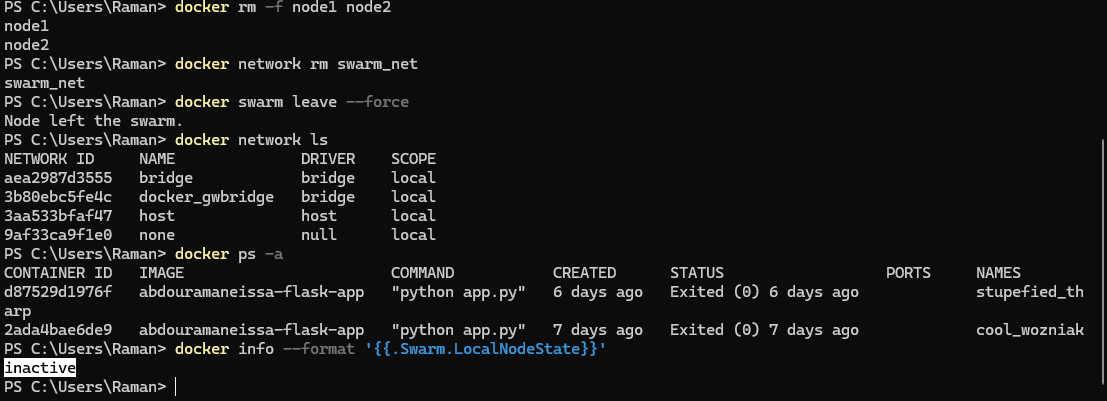 PS C:\Users\Raman> docker rm -f node1 node2
node1
node2
PS C:\Users\Raman> docker network rm swarm_net
swarm_net
PS C:\Users\Raman> docker swarm leave --force
Node left the swarm.
PS C:\Users\Raman> docker network ls
NETWORK ID     NAME              DRIVER    SCOPE
aea2987d3555   bridge            bridge    local
3b80ebc5fe4c   docker_gwbridge   bridge    local
3aa533bfaf47   host              host      local
9af33ca9f1e0   none              null      local
PS C:\Users\Raman> docker ps -a
CONTAINER ID   IMAGE                     COMMAND           CREATED      STATUS                  PORTS     NAMES
d87529d1976f   abdouramaneissa-flask-app   "python app.py"   6 days ago   Exited (0) 6 days ago             stupefied_th
arp
2ada4bae6de9   abdouramaneissa-flask-app   "python app.py"   7 days ago   Exited (0) 7 days ago             cool_wozniak
PS C:\Users\Raman> docker info --format '{{.Swarm.LocalNodeState}}'
inactive
PS C:\Users\Raman>